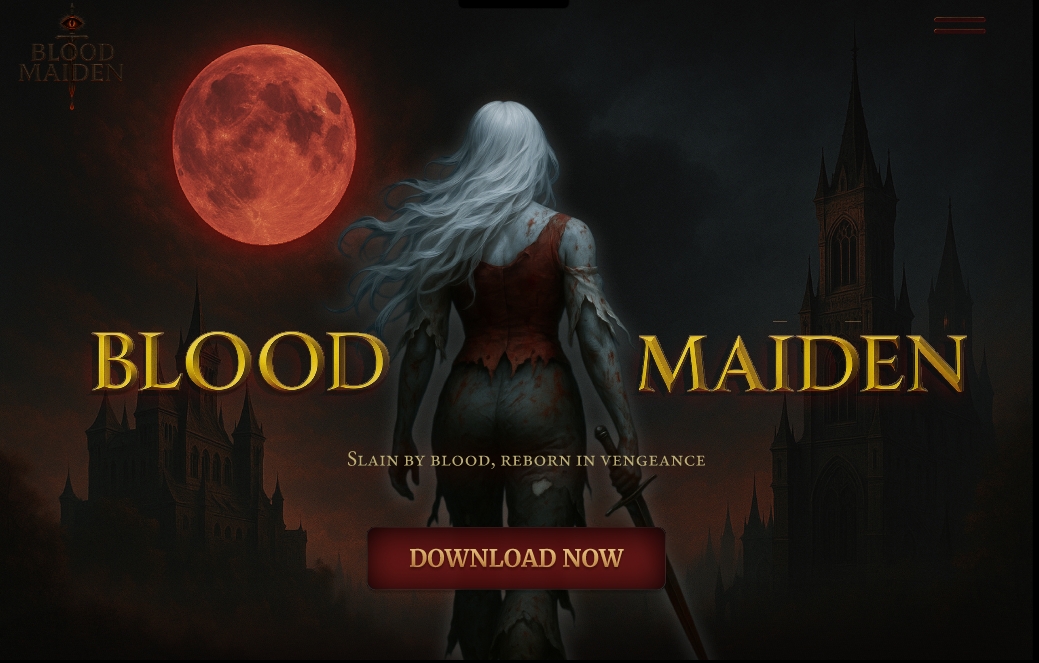 BLOOD
MAIDEN
BLOOD MAIDEN
Slain by blood, reborn in vengeance
DOWNLOAD NOW